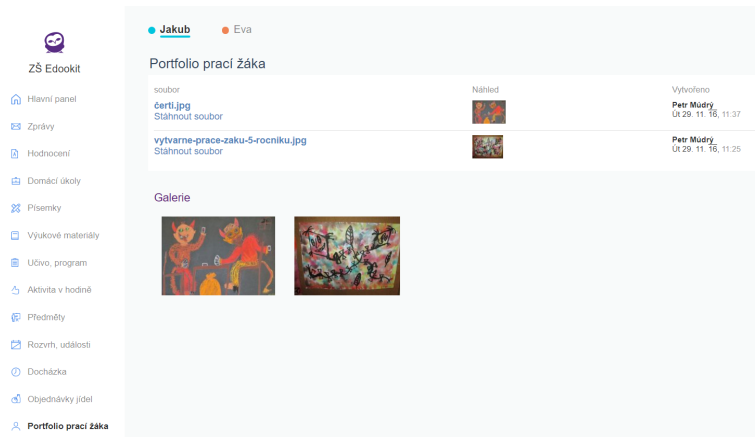 Jakub
Eva
ZŠ Edookit
Portfolio prací žáka
soubor
Náhled
Vytvořeno
čerti.jpg
Stáhnout soubor
Petr Múdrý
Út 29. 11. 16, 11:37
vytvarne-prace-zaku-5-rocniku.jpg
Stáhnout soubor
Petr Múdrý
Út 29. 11. 16, 11:25
Galerie
Hlavní panel
Zprávy
Hodnocení
Domácí úkoly
Písemky
Výukové materiály
Učivo, program
Aktivita v hodině
Předměty
Rozvrh, události
Docházka
Objednávky jídel
Portfolio prací žáka